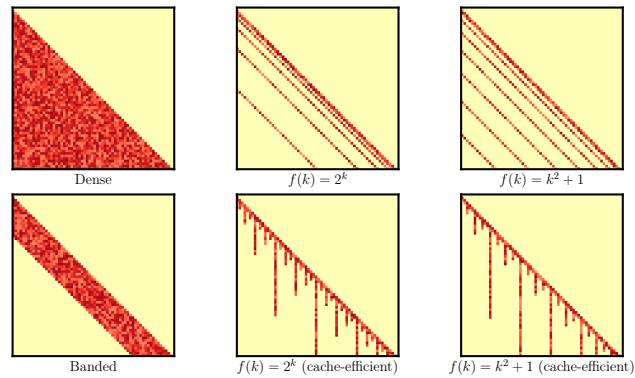 Dense
f(k) = 2^k
f(k) = k^2 + 1
Banded
f(k) = 2^k (cache-efficient)
f(k) = k^2 + 1 (cache-efficient)